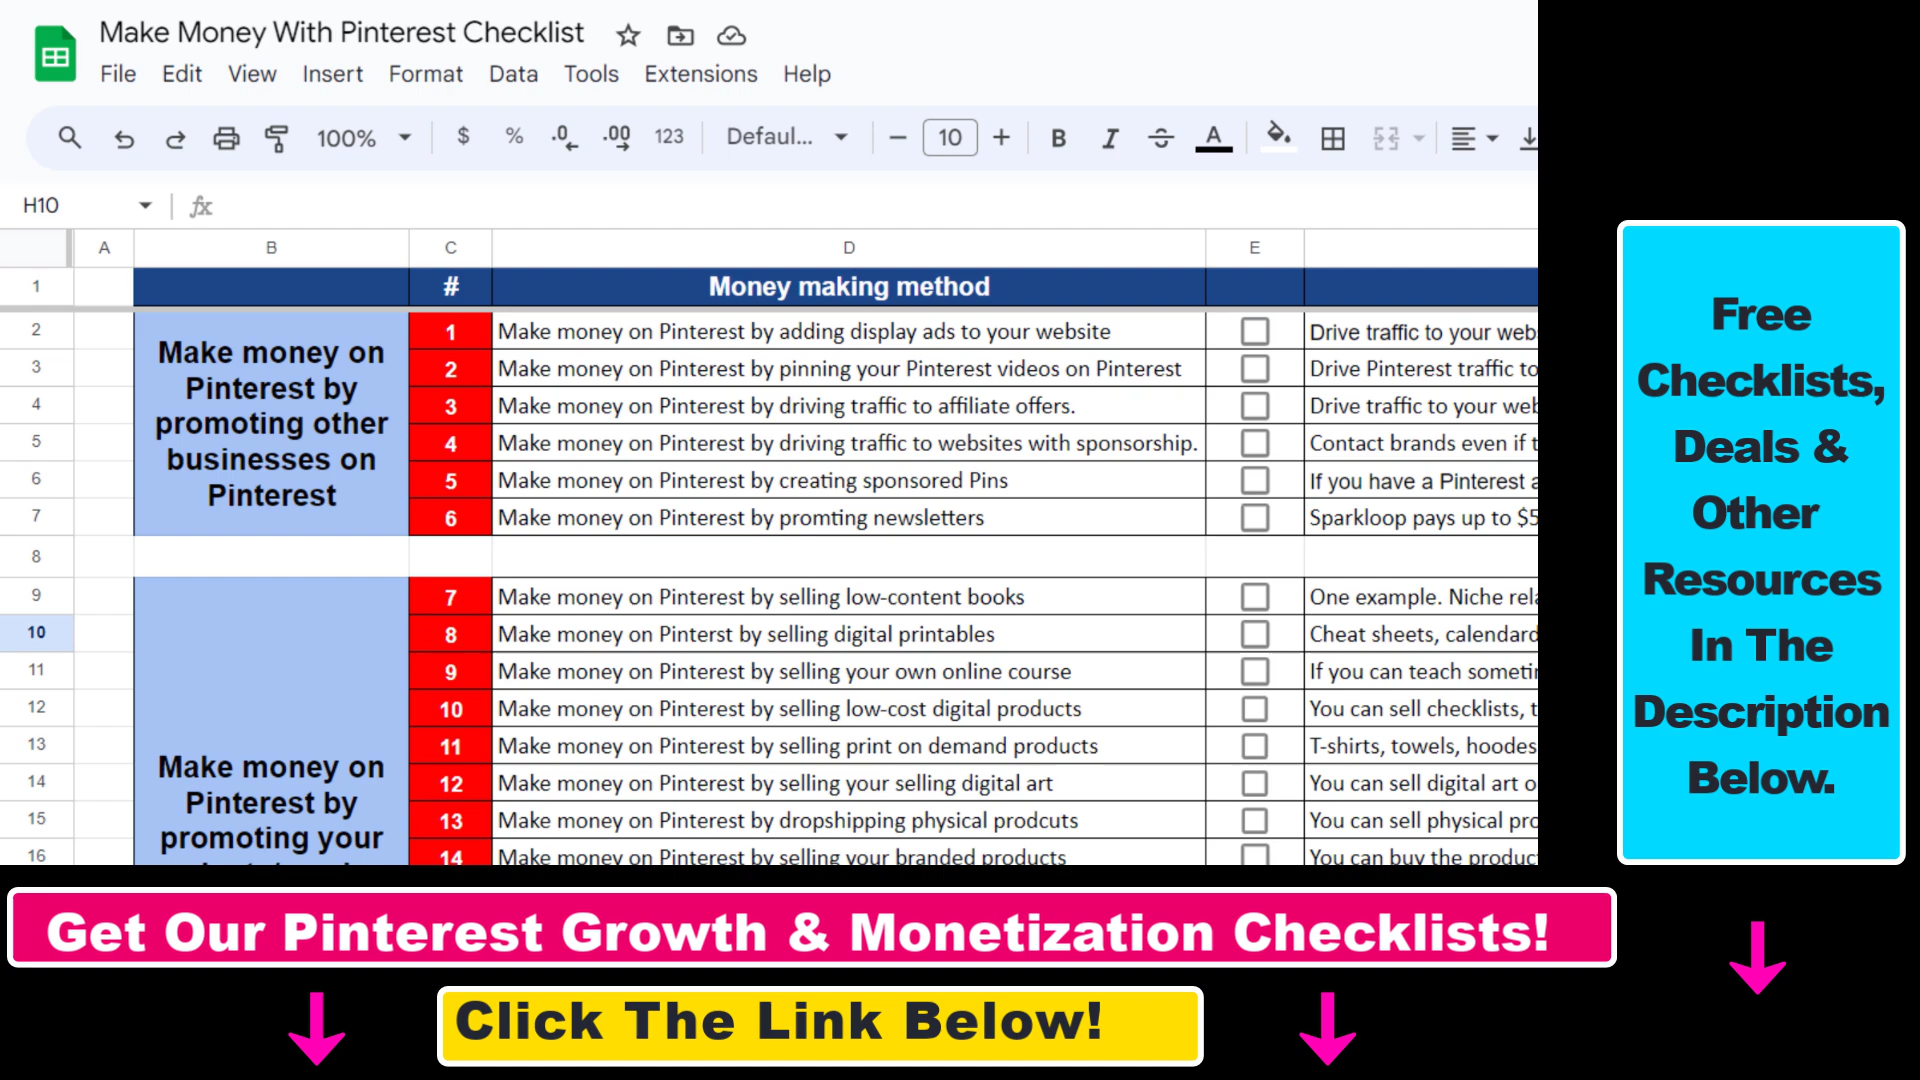 Make Money With Pinterest Checklist
File Edit View Insert Format Data Tools Extensions Help
100% $ % .0 .00 123 Defaul... 10 B I A
H10 fx
A B C D E
1 # Money making method
2 1 Make money on Pinterest by adding display ads to your website Drive traffic to your web
3 2 Make money on Pinterest by pinning your Pinterest videos on Pinterest Drive Pinterest traffic to
4 3 Make money on Pinterest by driving traffic to affiliate offers. Drive traffic to your web
5 4 Make money on Pinterest by driving traffic to websites with sponsorship. Contact brands even if t
6 5 Make money on Pinterest by creating sponsored Pins If you have a Pinterest a
7 6 Make money on Pinterest by promting newsletters Sparkloop pays up to $5
Make money on
Pinterest by
promoting other
businesses on
Pinterest
8
9 7 Make money on Pinterest by selling low-content books One example. Niche rela
10 8 Make money on Pinterst by selling digital printables Cheat sheets, calendard
11 9 Make money on Pinterest by selling your own online course If you can teach sometin
12 10 Make money on Pinterest by selling low-cost digital products You can sell checklists, t
13 11 Make money on Pinterest by selling print on demand products T-shirts, towels, hoodes
14 12 Make money on Pinterest by selling your selling digital art You can sell digital art o
15 13 Make money on Pinterest by dropshipping physical prodcuts You can sell physical pro
16 14 Make money on Pinterest by selling your branded products You can buy the produc
Make money on
Pinterest by
promoting your
Free
Checklists,
Deals &
Other
Resources
In The
Description
Below.
Get Our Pinterest Growth & Monetization Checklists!
Click The Link Below!